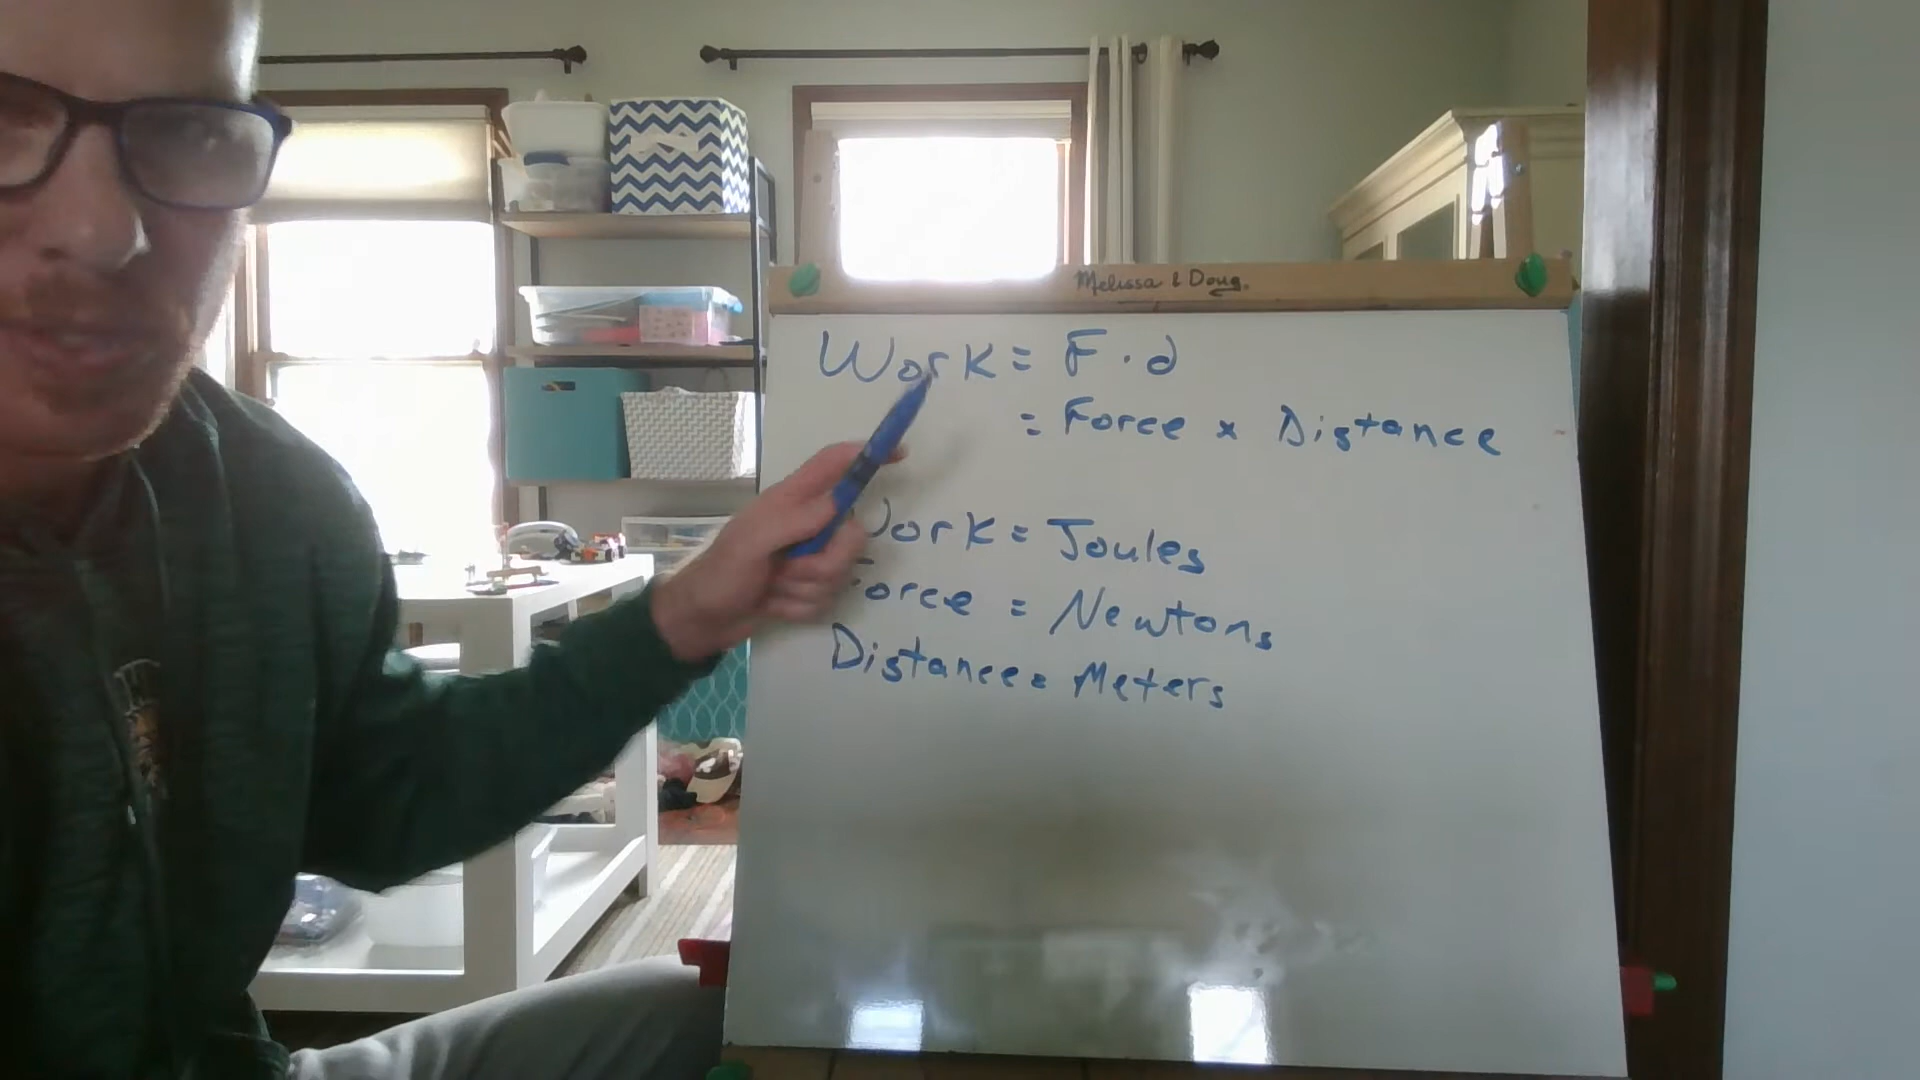 Melissa & Doug.
Work = F · d
= Force x Distance
Work = Joules
Force = Newtons
Distance = Meters